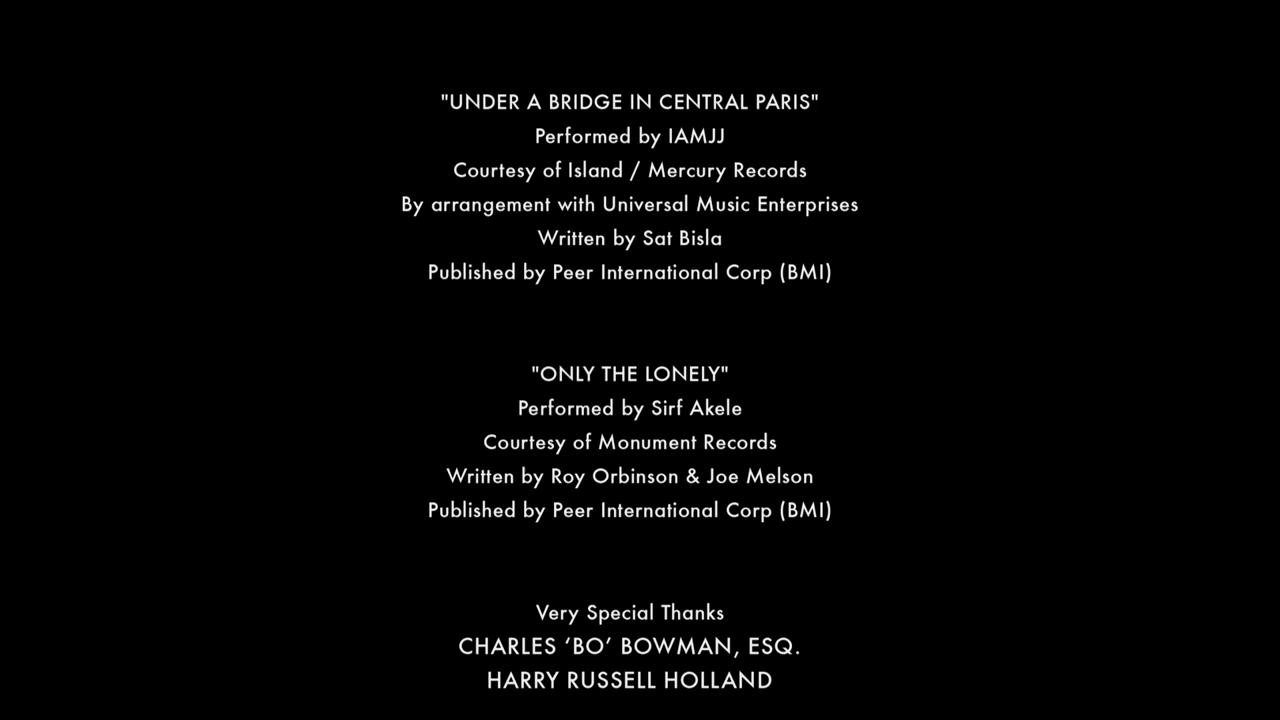 "UNDER A BRIDGE IN CENTRAL PARIS"
Performed by IAMJJ
Courtesy of Island / Mercury Records
By arrangement with Universal Music Enterprises
Written by Sat Bisla
Published by Peer International Corp (BMI)
"ONLY THE LONELY"
Performed by Sirf Akele
Courtesy of Monument Records
Written by Roy Orbinson & Joe Melson
Published by Peer International Corp (BMI)
Very Special Thanks
CHARLES ‘BO’ BOWMAN, ESQ.
HARRY RUSSELL HOLLAND